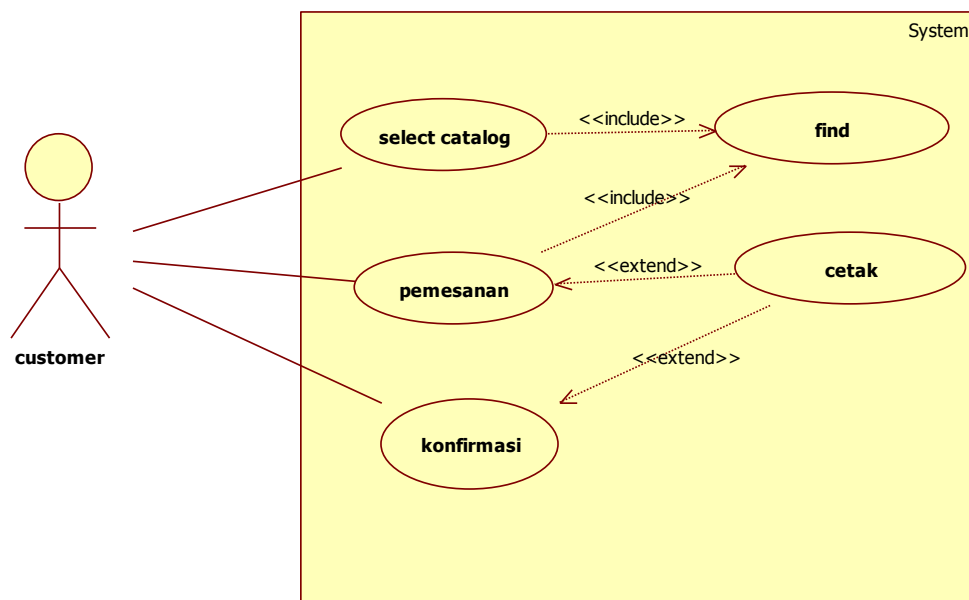 System
select catalog
<<include>>
find
<<include>>
pemesanan
<<extend>>
cetak
customer
<<extend>>
konfirmasi